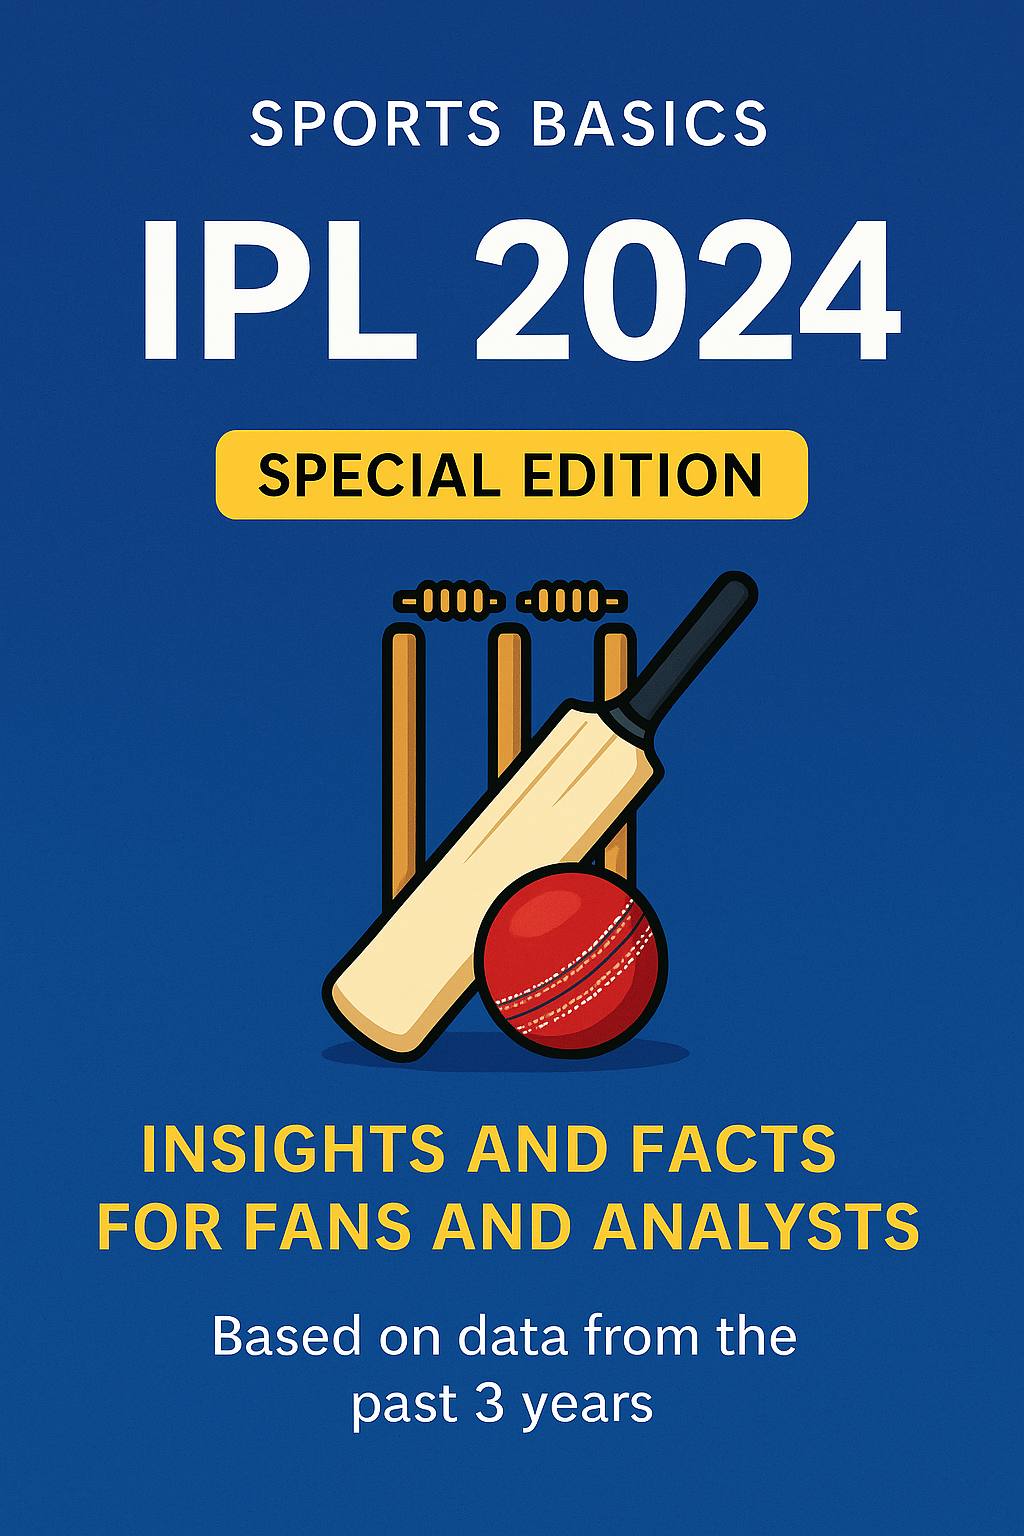 SPORTS BASICS
IPL 2024
SPECIAL EDITION
INSIGHTS AND FACTS
FOR FANS AND ANALYSTS
Based on data from the
past 3 years